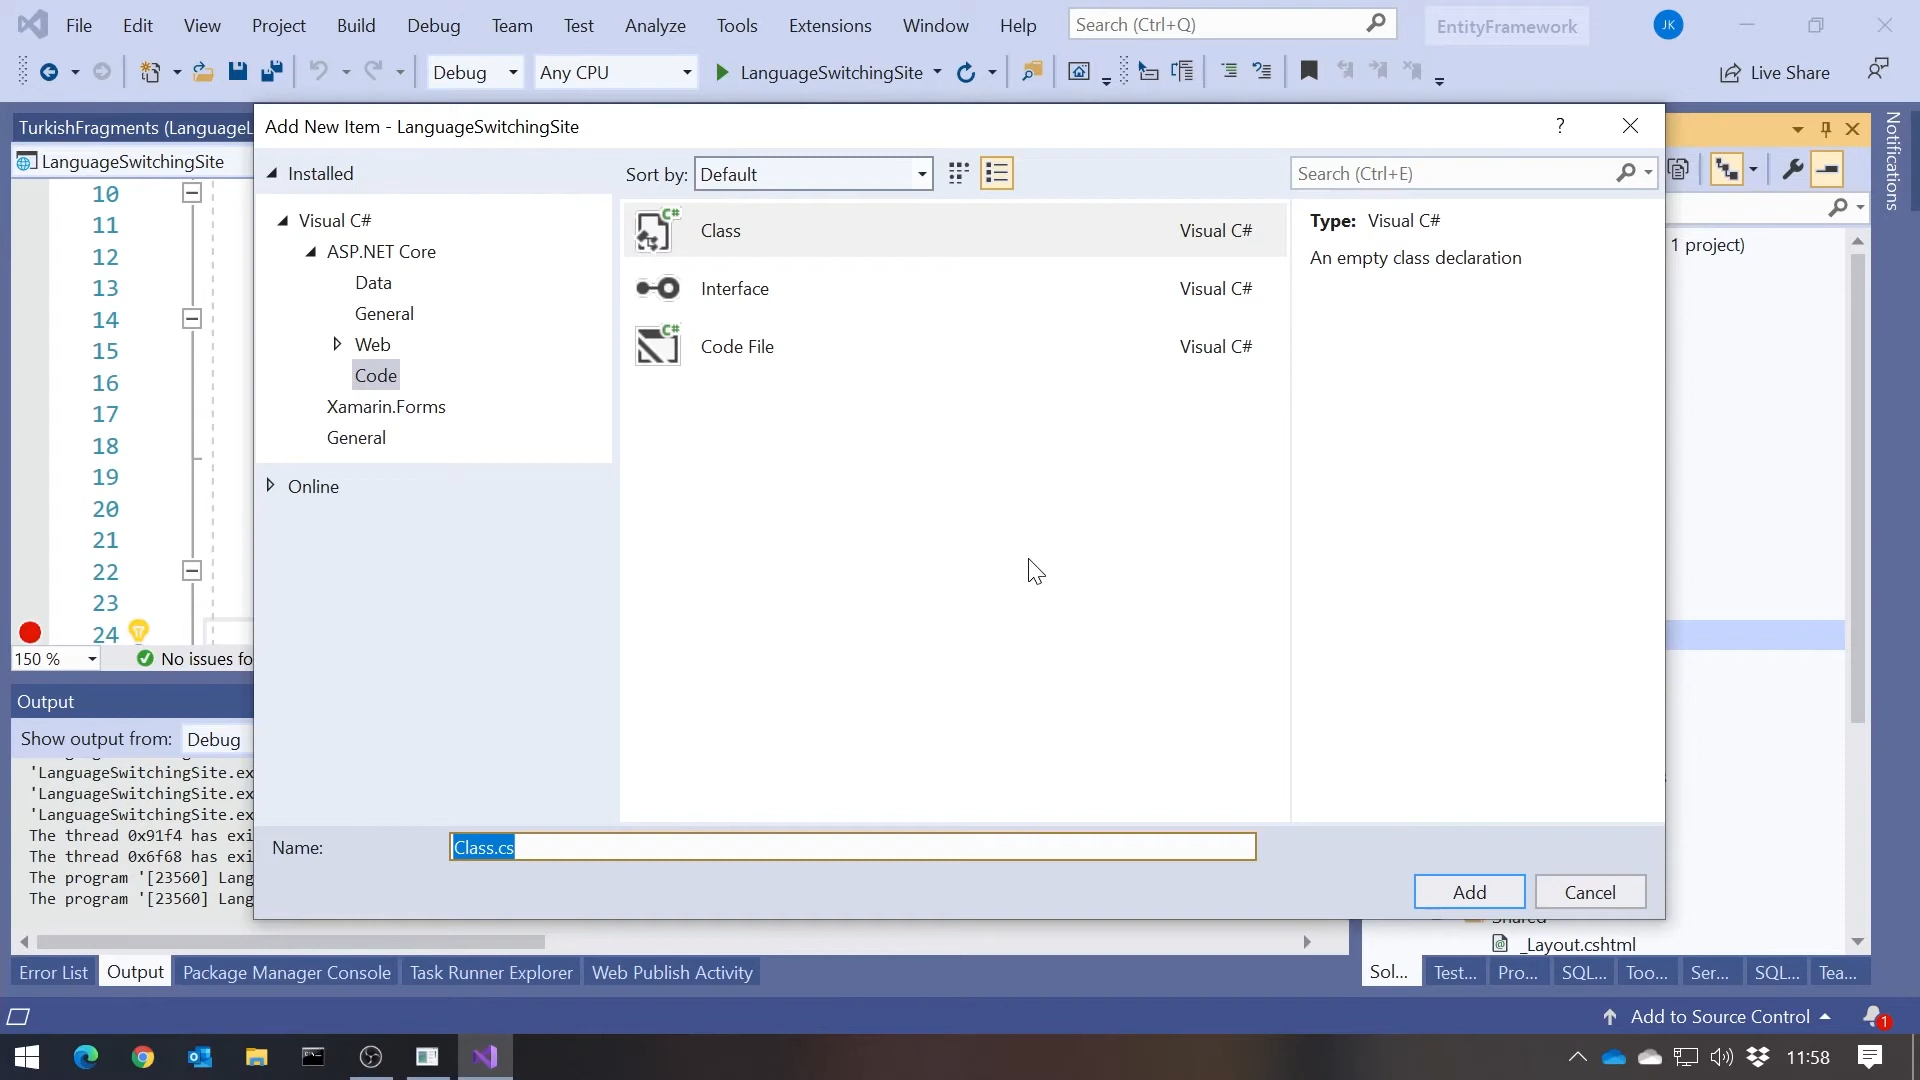 File Edit View Project Build Debug Team Test Analyze Tools Extensions Window Help Search (Ctrl+Q) EntityFramework JK
Debug Any CPU LanguageSwitchingSite Live Share
TurkishFragments (LanguageL
Add New Item - LanguageSwitchingSite ?
LanguageSwitchingSite
Installed
Sort by: Default
Search (Ctrl+E)
Notifications
10
11
12
13
14
15
16
17
18
19
20
21
22
23
24
Visual C#
ASP.NET Core
Data
General
Web
Code
Xamarin.Forms
General
Online
C# Class Visual C#
Interface Visual C#
C# Code File Visual C#
Type: Visual C#
An empty class declaration
1 project)
150 % No issues fo
Output
Show output from: Debug
'LanguageSwitchingSite.ex
'LanguageSwitchingSite.ex
'LanguageSwitchingSite.ex
The thread 0x91f4 has exi
The thread 0x6f68 has exi
The program '[23560] Lang
The program '[23560] Lang
Name: Class.cs
Add Cancel
Shared
_Layout.cshtml
Error List Output Package Manager Console Task Runner Explorer Web Publish Activity
Sol... Test... Pro... SQL... Too... Ser... SQL... Tea...
Add to Source Control 1
11:58